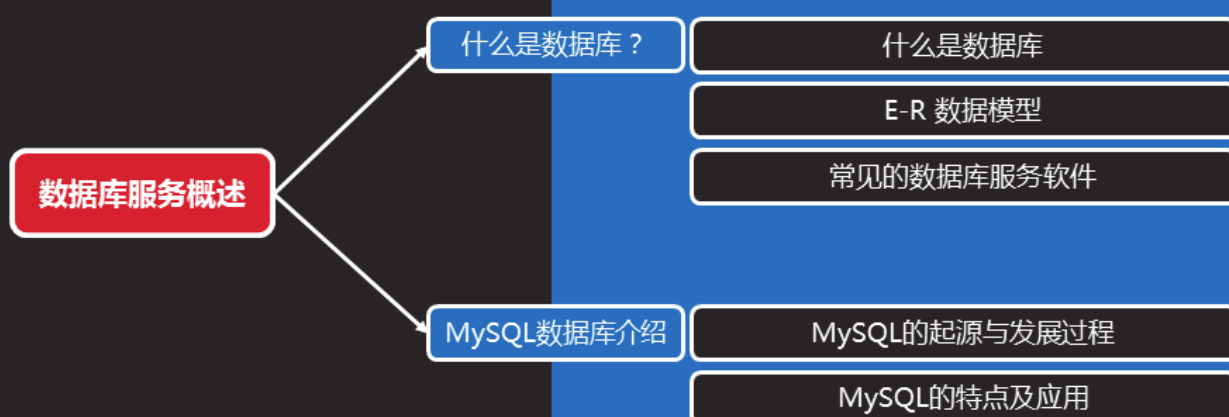 数据库服务概述
什么是数据库？
什么是数据库
E-R 数据模型
常见的数据库服务软件
MySQL数据库介绍
MySQL的起源与发展过程
MySQL的特点及应用